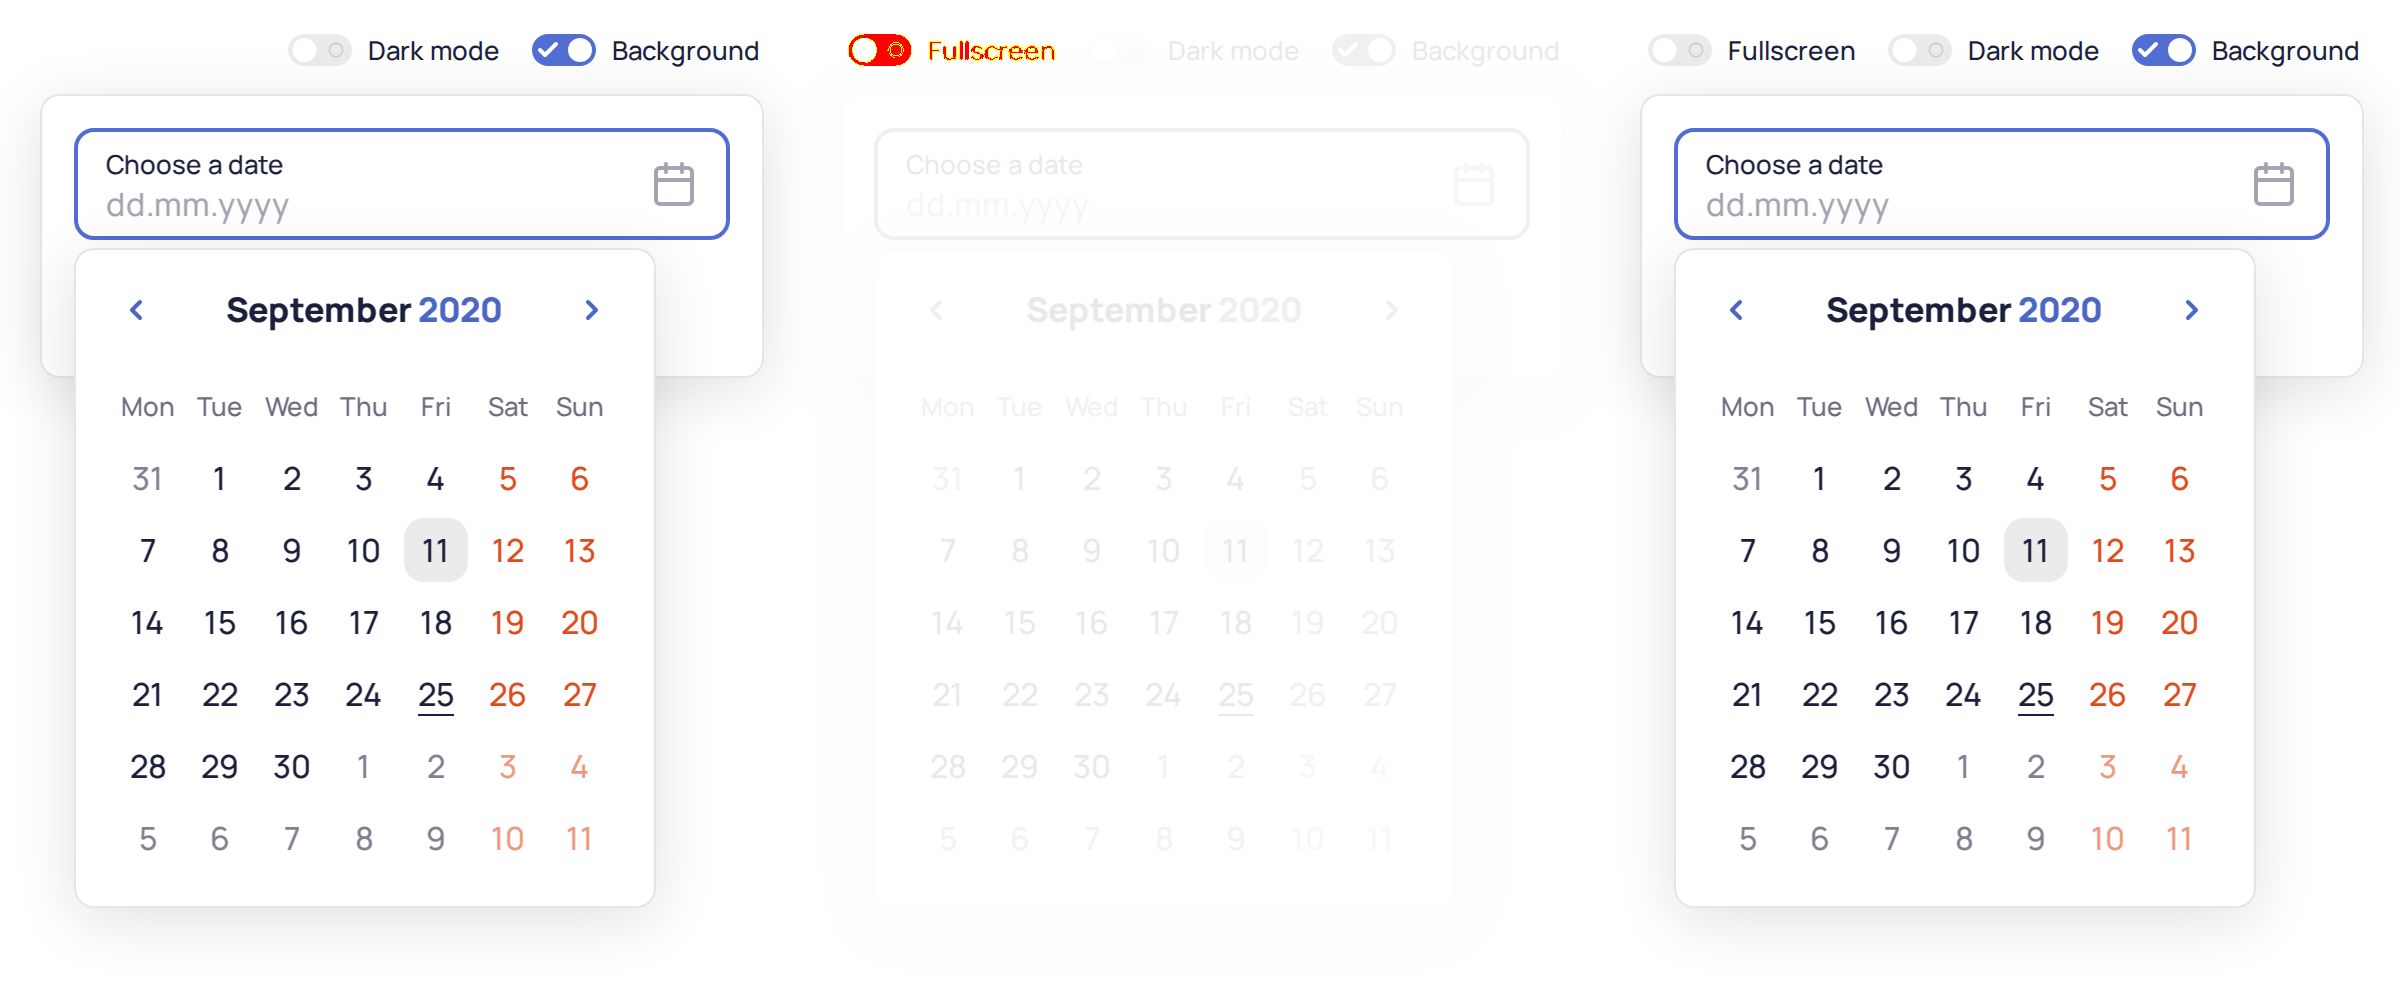 Dark mode Background
Choose a date
dd.mm.yyyy
September 2020
Mon Tue Wed Thu Fri Sat Sun
31 1 2 3 4 5 6
7 8 9 10 11 12 13
14 15 16 17 18 19 20
21 22 23 24 25 26 27
28 29 30 1 2 3 4
5 6 7 8 9 10 11
Fullscreen Dark mode Background
Choose a date
dd.mm.yyyy
September 2020
Mon Tue Wed Thu Fri Sat Sun
31 1 2 3 4 5 6
7 8 9 10 11 12 13
14 15 16 17 18 19 20
21 22 23 24 25 26 27
28 29 30 1 2 3 4
5 6 7 8 9 10 11
Fullscreen Dark mode Background
Choose a date
dd.mm.yyyy
September 2020
Mon Tue Wed Thu Fri Sat Sun
31 1 2 3 4 5 6
7 8 9 10 11 12 13
14 15 16 17 18 19 20
21 22 23 24 25 26 27
28 29 30 1 2 3 4
5 6 7 8 9 10 11